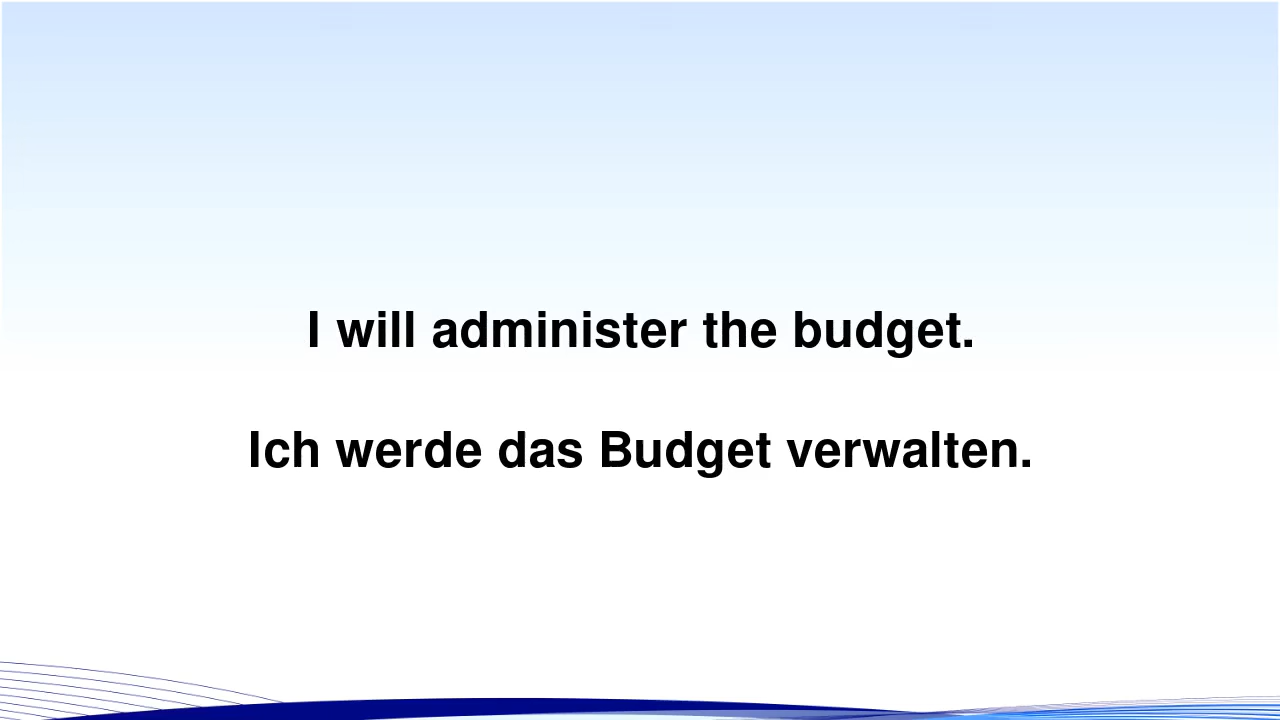 I will administer the budget.
Ich werde das Budget verwalten.